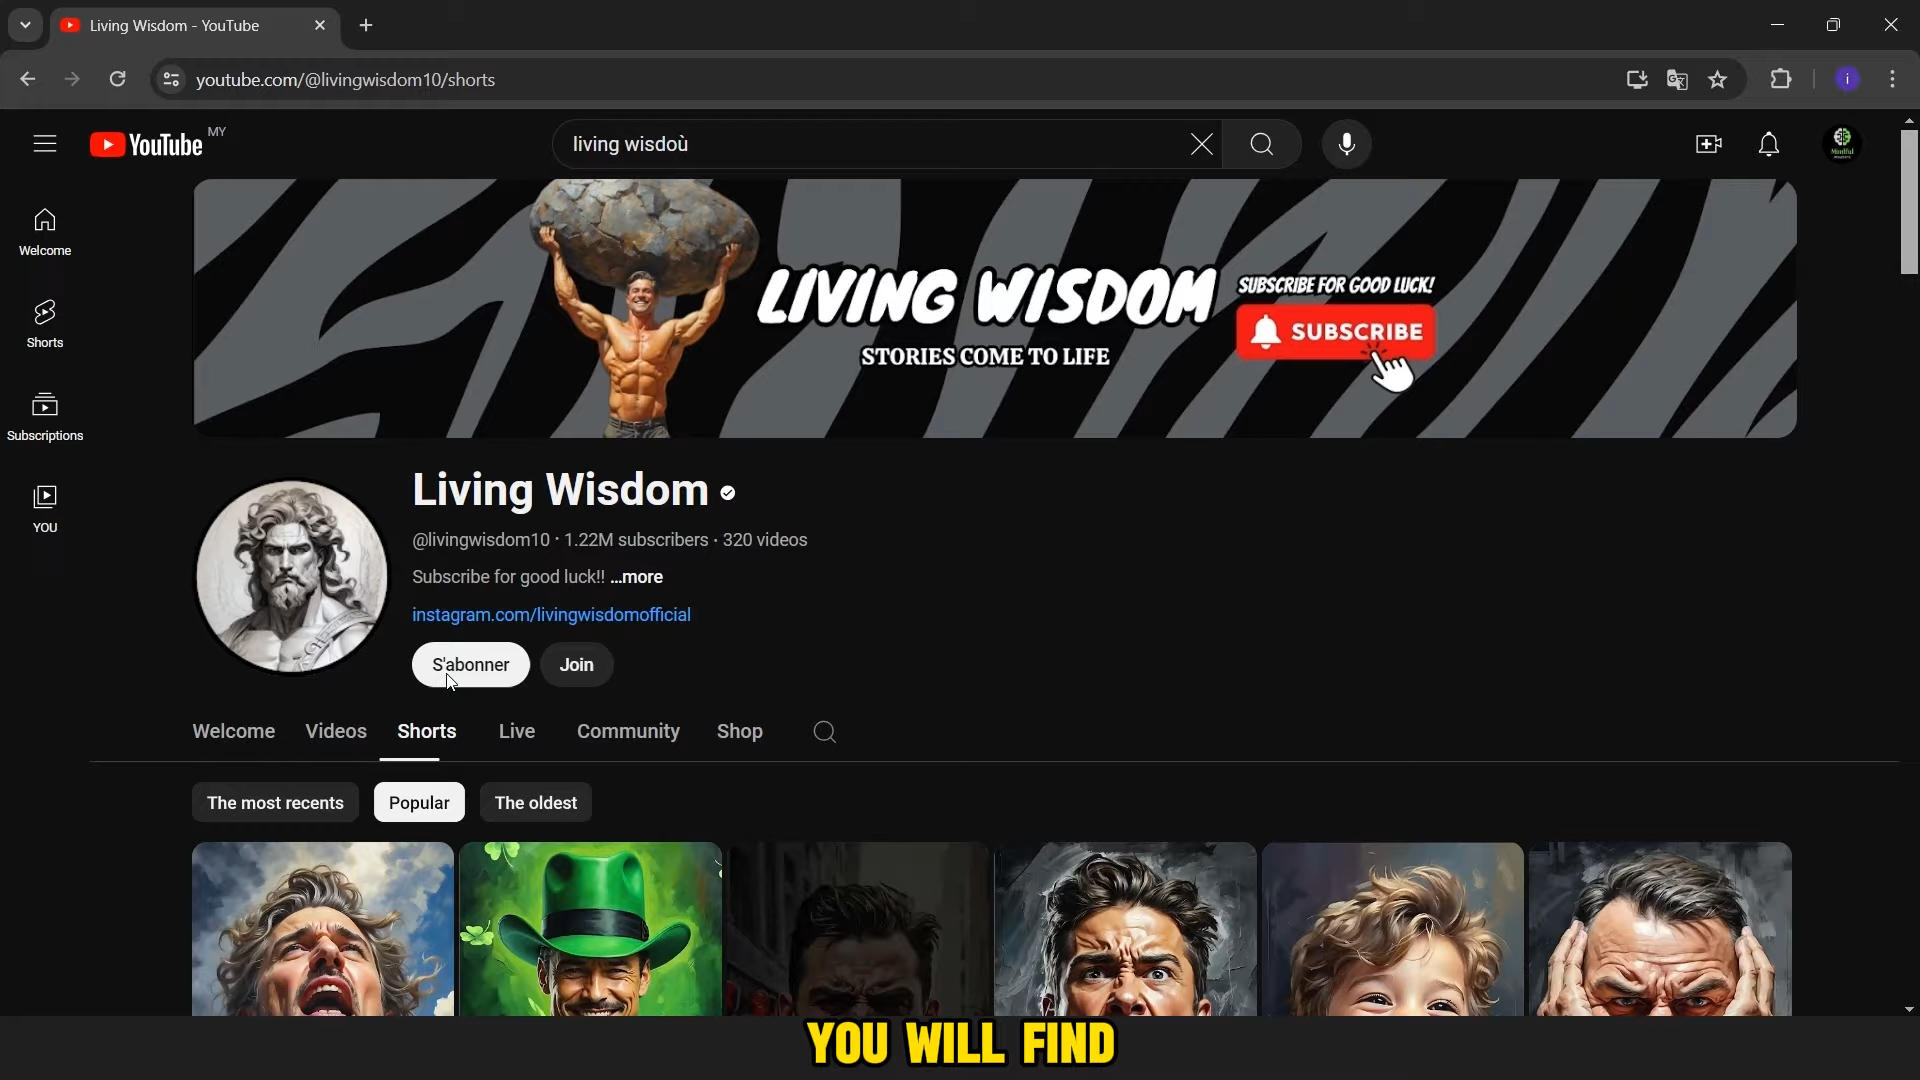 Living Wisdom - YouTube
youtube.com/@livingwisdom10/shorts
i
YouTube MY
living wisdoù
Mindful
Welcome
Shorts
Subscriptions
YOU
LIVING WISDOM
STORIES COME TO LIFE
SUBSCRIBE FOR GOOD LUCK!
SUBSCRIBE
Living Wisdom
@livingwisdom10 · 1.22M subscribers · 320 videos
Subscribe for good luck!! ...more
instagram.com/livingwisdomofficial
S'abonner Join
Welcome Videos Shorts Live Community Shop
The most recents Popular The oldest
YOU WILL FIND